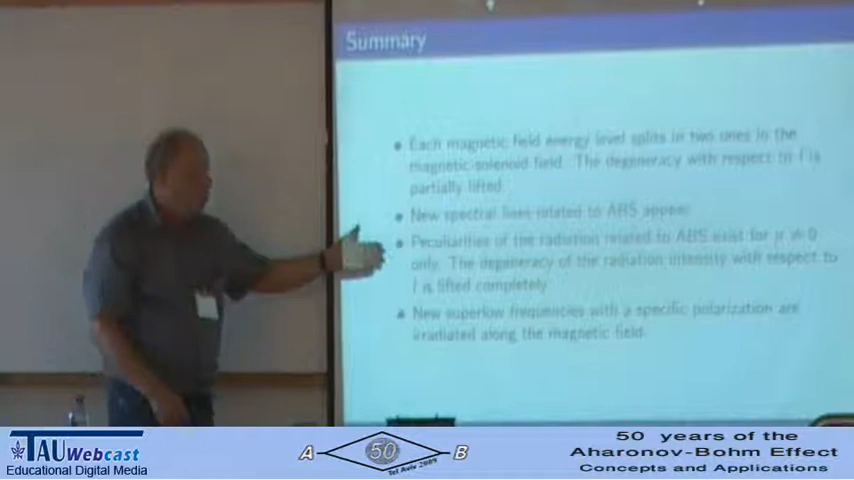 Summary
Each magnetic field energy level splits in two ones in the
magnetic-solenoid field. The degeneracy with respect to l is
partially lifted.
New spectral lines related to ABS appear.
Peculiarities of the radiation related to ABS exist for μ ≠ 0
only. The degeneracy of the radiation intensity with respect to
l is lifted completely.
New superlow frequencies with a specific polarization are
irradiated along the magnetic field.
TAUWebcast
Educational Digital Media
A 50 B
Tel Aviv 2009
50 years of the
Aharonov-Bohm Effect
Concepts and Applications